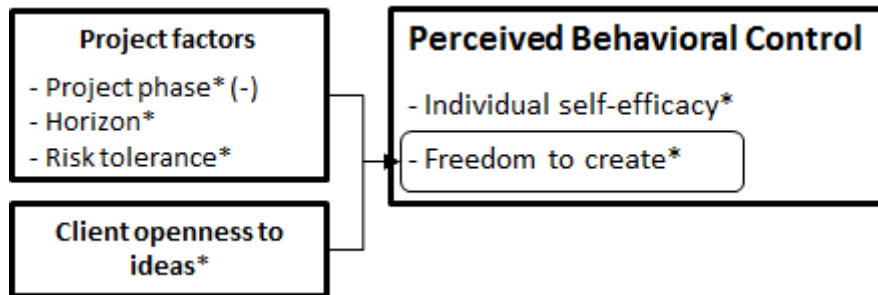 Project factors
- Project phase* (-)
- Horizon*
- Risk tolerance*
Client openness to
ideas*
Perceived Behavioral Control
- Individual self-efficacy*
- Freedom to create*